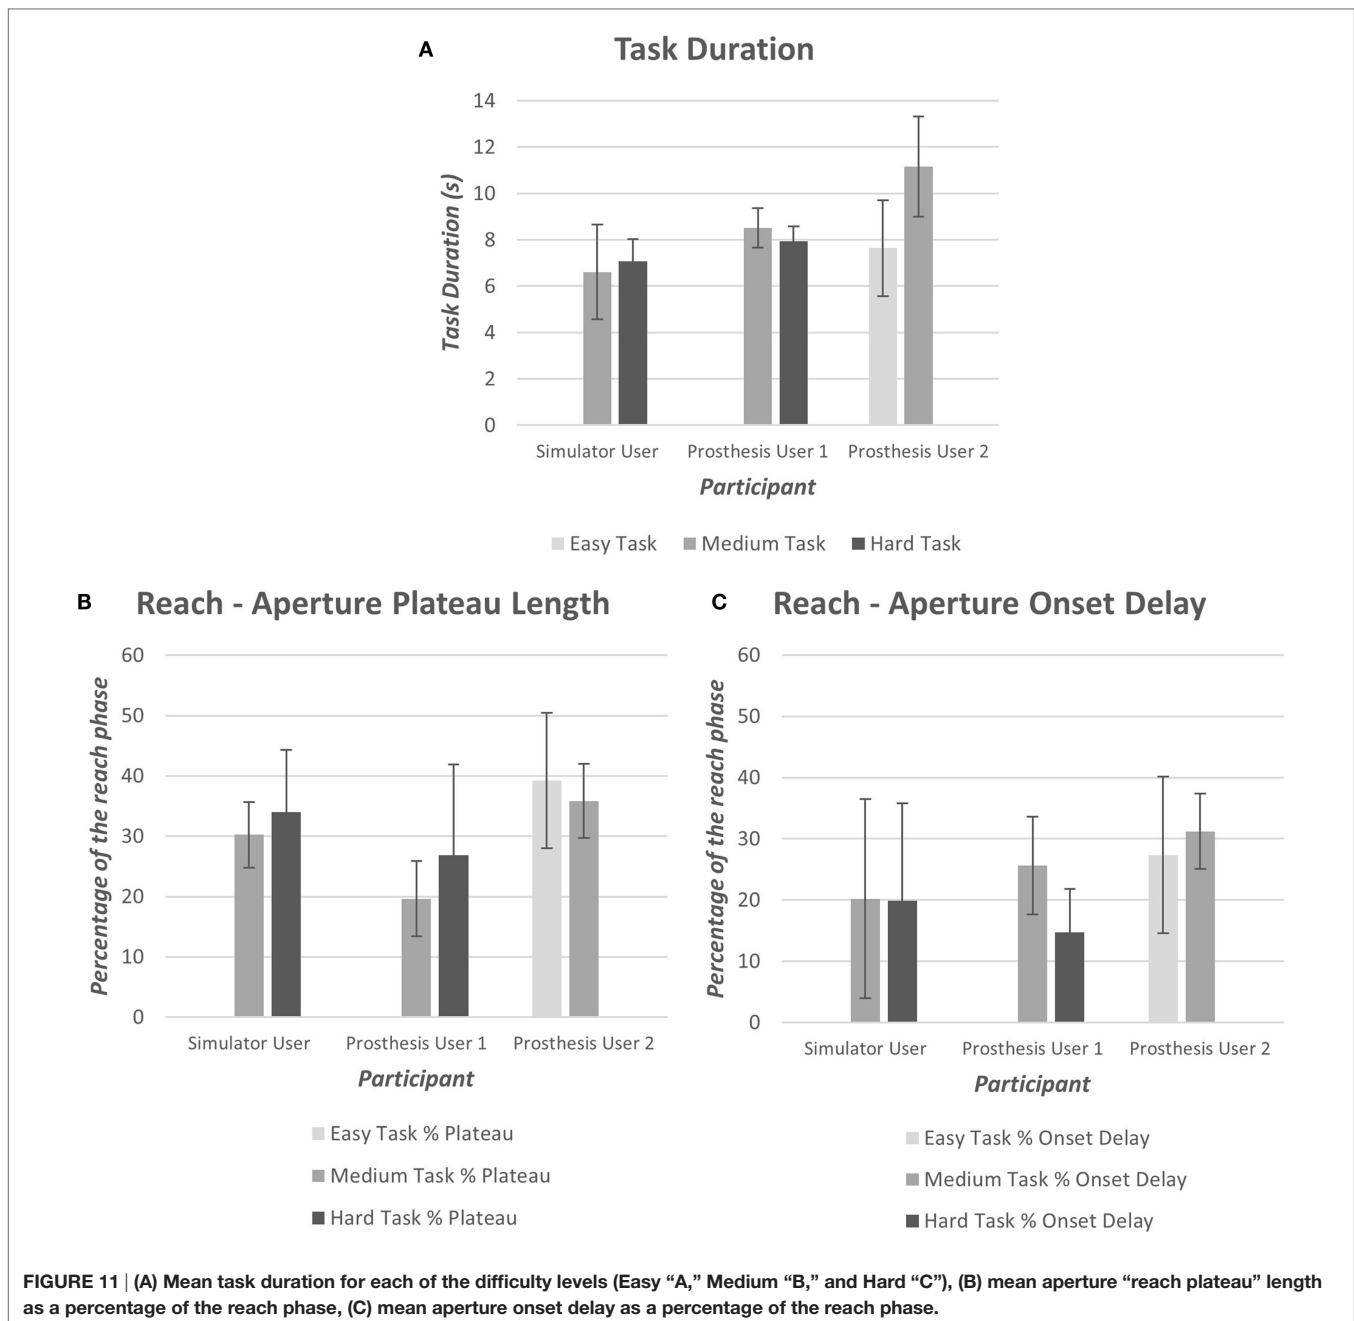 A
Task Duration
14
12
10
8
6
4
2
0
Task Duration (s)
Simulator User
Prosthesis User 1
Prosthesis User 2
Participant
Easy Task
Medium Task
Hard Task
B
Reach - Aperture Plateau Length
60
50
40
30
20
10
0
Percentage of the reach phase
Simulator User
Prosthesis User 1
Prosthesis User 2
Participant
Easy Task % Plateau
Medium Task % Plateau
Hard Task % Plateau
C
Reach - Aperture Onset Delay
60
50
40
30
20
10
0
Percentage of the reach phase
Simulator User
Prosthesis User 1
Prosthesis User 2
Participant
Easy Task % Onset Delay
Medium Task % Onset Delay
Hard Task % Onset Delay
FIGURE 11 | (A) Mean task duration for each of the difficulty levels (Easy “A,” Medium “B,” and Hard “C”), (B) mean aperture “reach plateau” length
as a percentage of the reach phase, (C) mean aperture onset delay as a percentage of the reach phase.